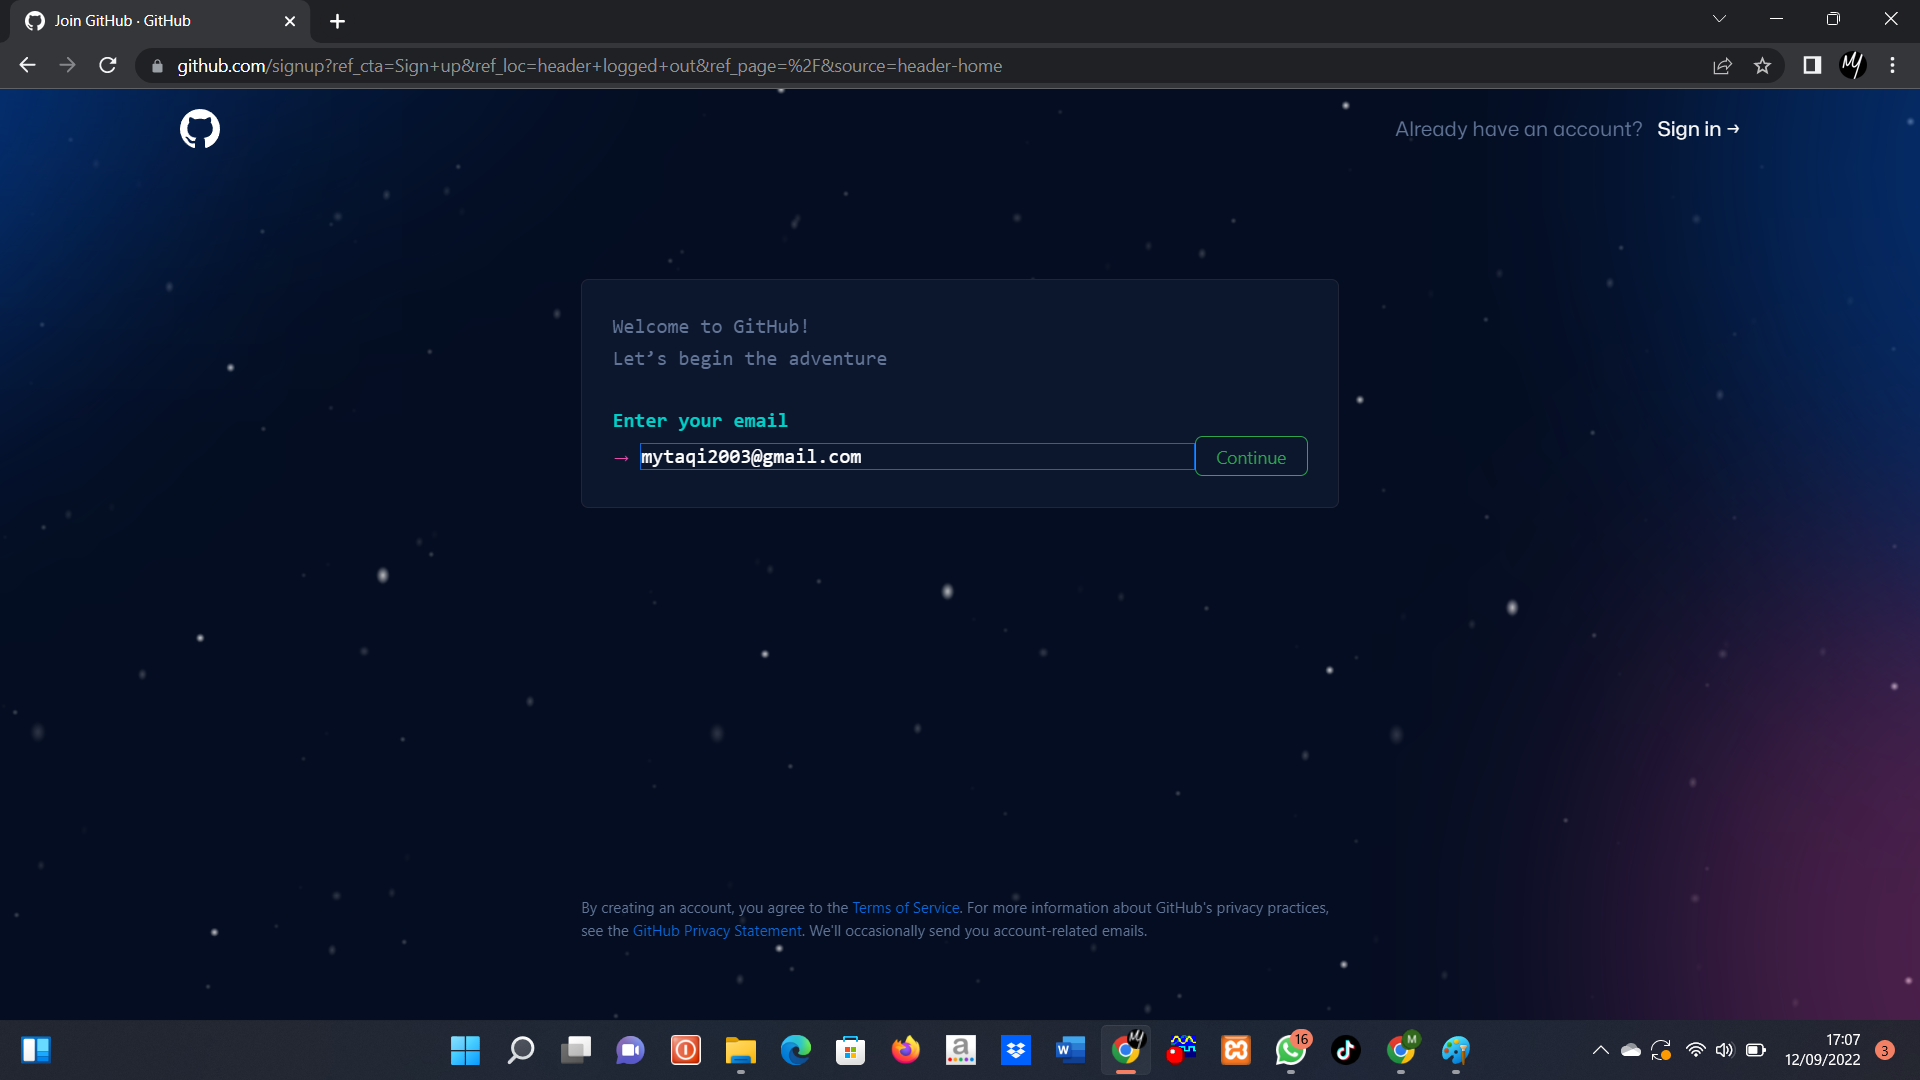 Join GitHub · GitHub
github.com/signup?ref_cta=Sign+up&ref_loc=header+logged+out&ref_page=%2F&source=header-home
My
Already have an account? Sign in →
Welcome to GitHub!
Let’s begin the adventure
Enter your email
→ mytaqi2003@gmail.com
Continue
By creating an account, you agree to the Terms of Service. For more information about GitHub's privacy practices,
see the GitHub Privacy Statement. We'll occasionally send you account-related emails.
a
W
My
16
M
17:07
12/09/2022
3